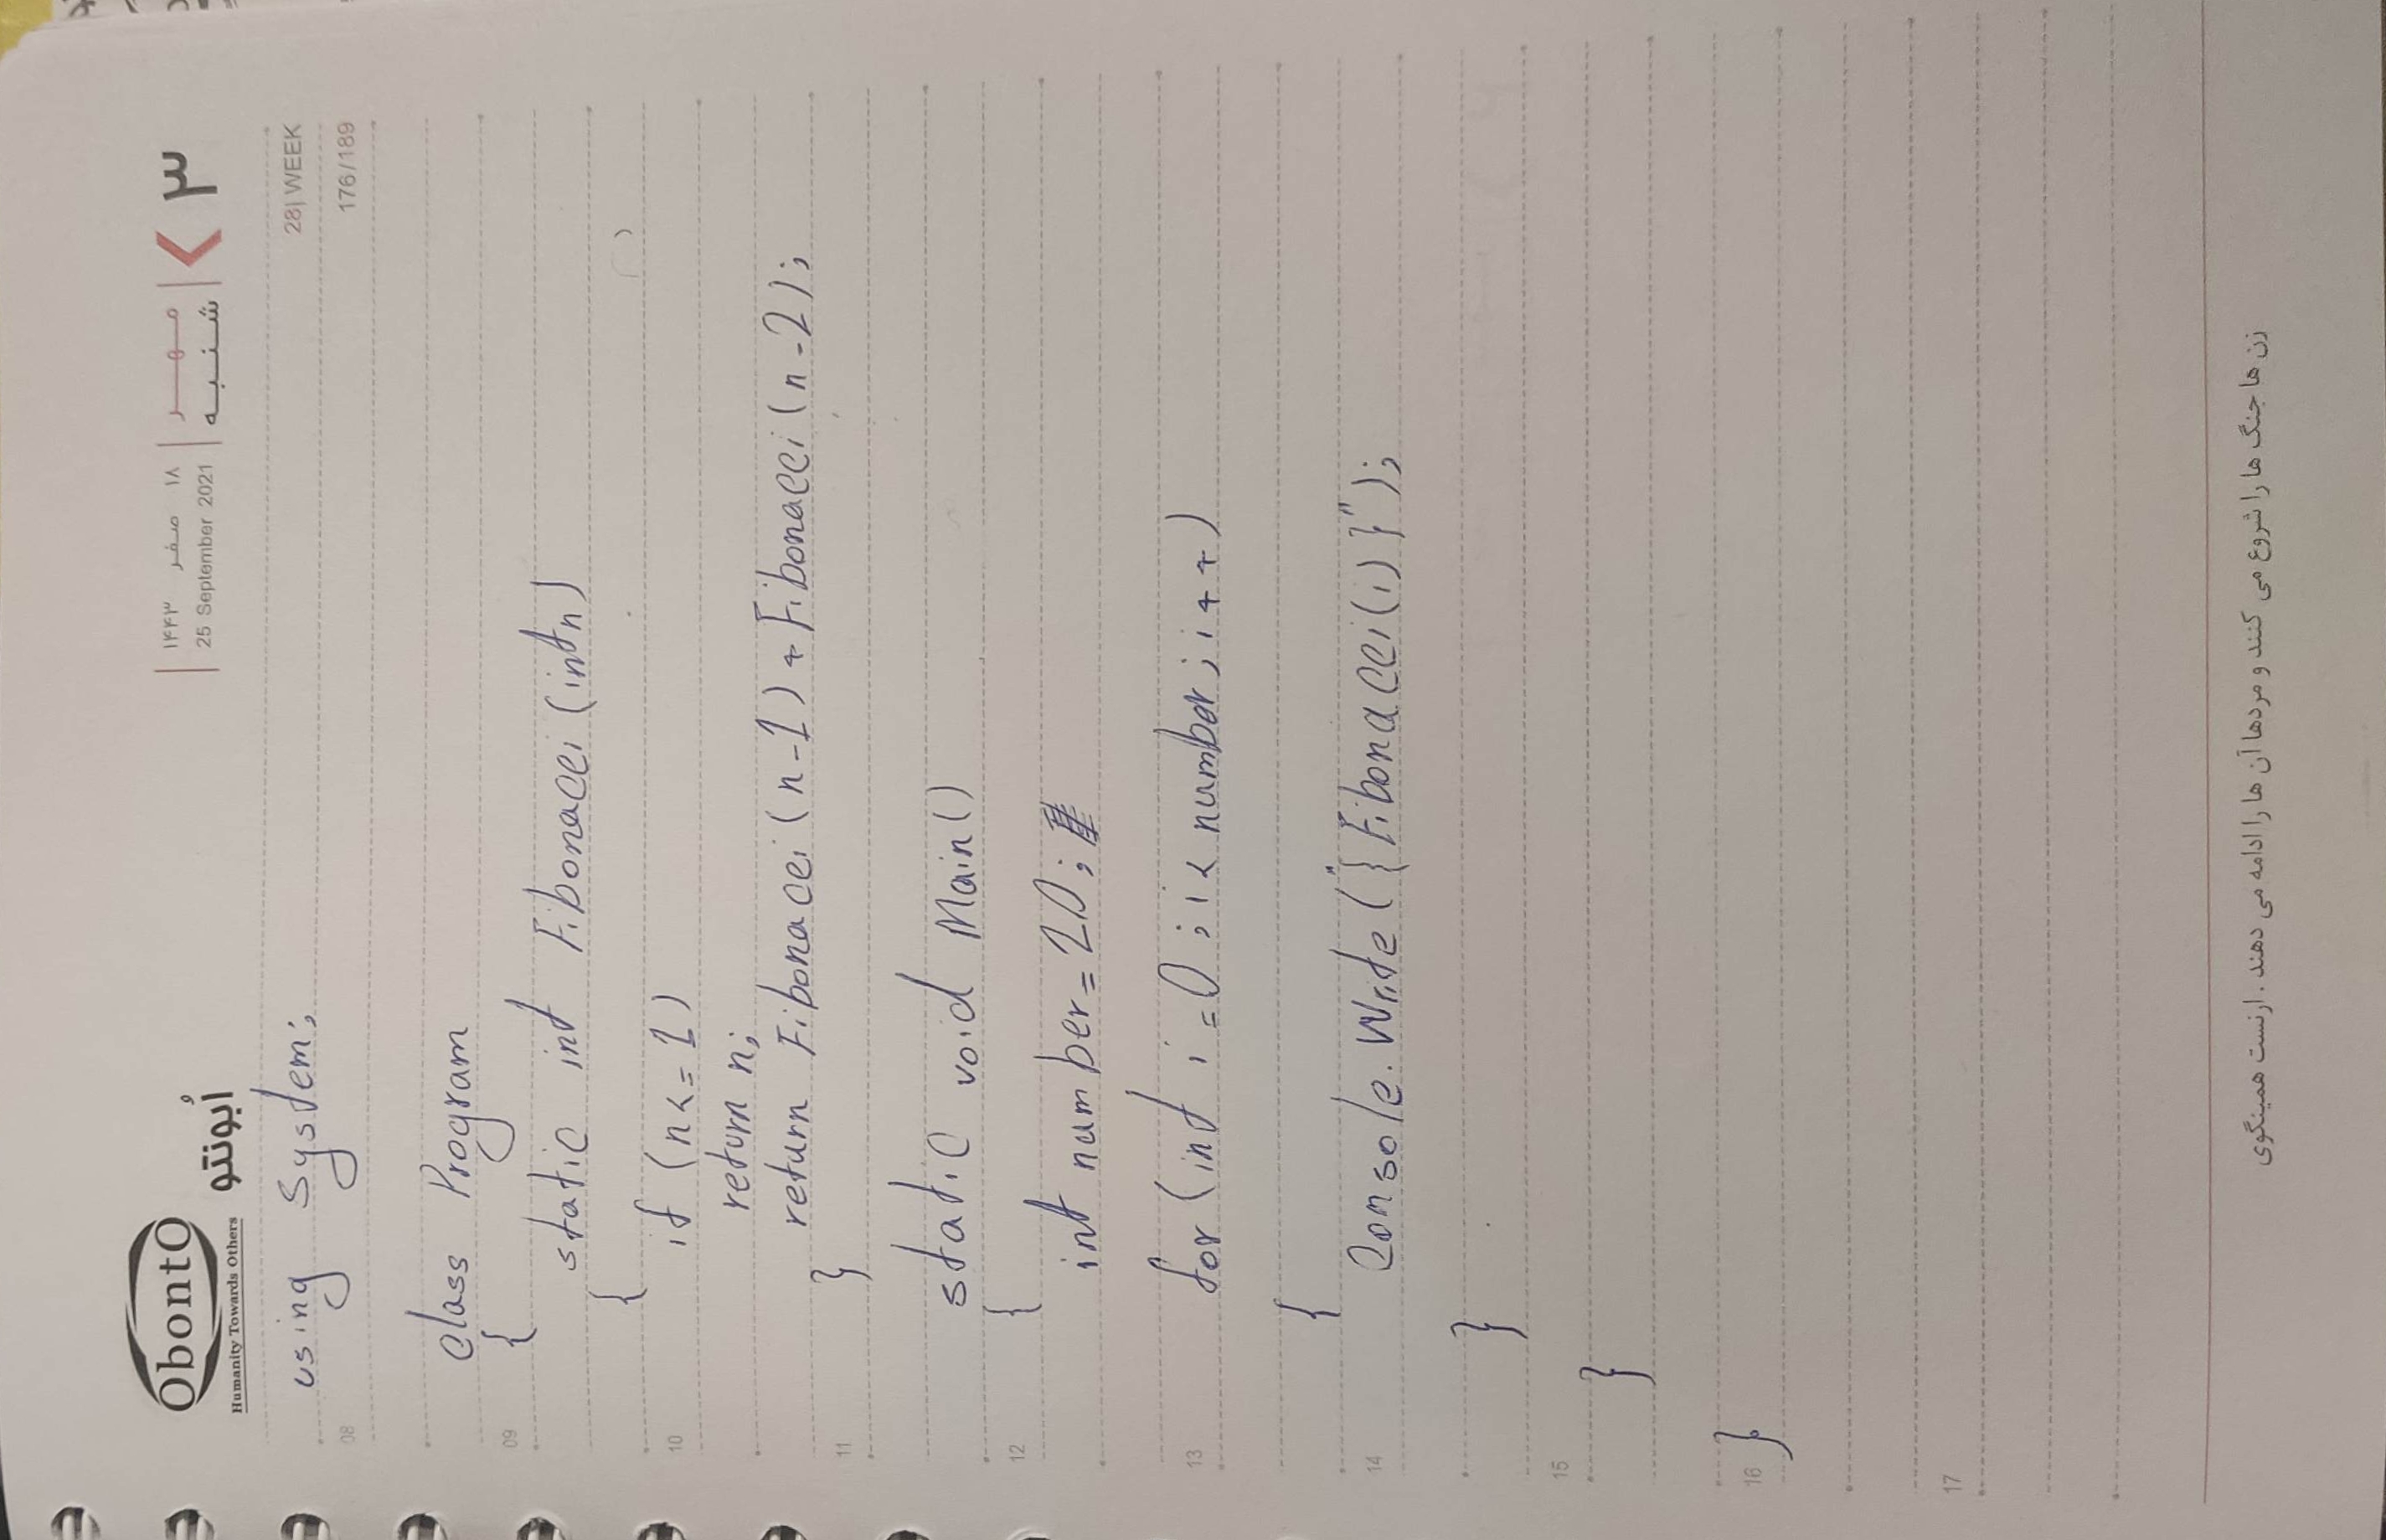 ObontO
Humanity Towards Others
اُبونتو
۳
مهر
شنبه
۱۸ صفر ۱۴۴۳
25 September 2021
using System;
28| WEEK
08
176/189
class Program
09
{
static int Fibonacci (int n)
{
10
if (n <= 1)
return n;
return Fibonacci (n-1) + Fibonacci (n-2);
11
}
static void Main()
12
{
int number = 20;
13
for (int i = 0 ; i < number ; i++)
{
14
Console.Write ("{Fibonacci(i)}");
}
15
}
16
}
17
زن ها جنگ ها را شروع می کنند و مردها آن ها را ادامه می دهند . ارنست همینگوی